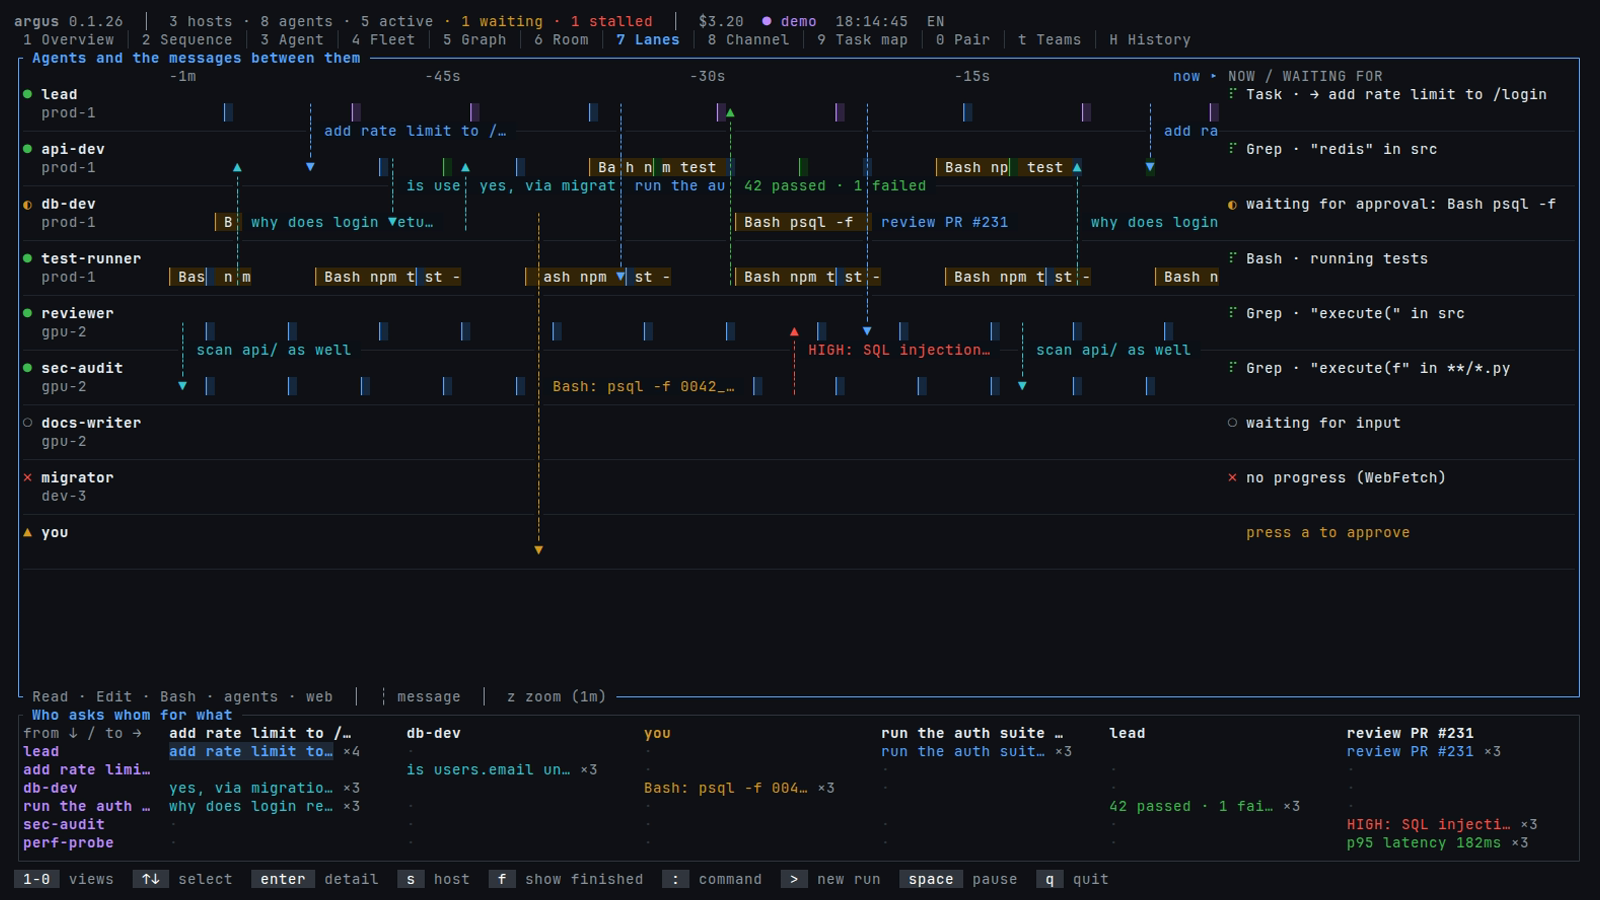 argus 0.1.26 │ 3 hosts · 8 agents · 5 active · 1 waiting · 1 stalled │ $3.20 ● demo 18:14:45 EN
1 Overview │ 2 Sequence │ 3 Agent │ 4 Fleet │ 5 Graph │ 6 Room │ 7 Lanes │ 8 Channel │ 9 Task map │ 0 Pair │ t Teams │ H History
Agents and the messages between them
-1m -45s -30s -15s now ▸ NOW / WAITING FOR
lead Task · → add rate limit to /login
prod-1
add rate limit to /… add ra
api-dev Grep · "redis" in src
prod-1 Ba h n m test Bash np test
is use yes, via migrat run the au 42 passed · 1 failed
db-dev waiting for approval: Bash psql -f
prod-1 B why does login etu… Bash psql -f review PR #231 why does login
test-runner Bash · running tests
prod-1 Bas n m Bash npm t st - ash npm st - Bash npm t st - Bash npm t st - Bash n
reviewer Grep · "execute(" in src
gpu-2
scan api/ as well HIGH: SQL injection… scan api/ as well
sec-audit Grep · "execute(f" in **/*.py
gpu-2 Bash: psql -f 0042_…
docs-writer waiting for input
gpu-2
migrator no progress (WebFetch)
dev-3
you press a to approve
Read · Edit · Bash · agents · web │ message │ z zoom (1m)
Who asks whom for what
from ↓ / to → add rate limit to /… db-dev you run the auth suite … lead review PR #231
lead add rate limit to… ×4 · · run the auth suit… ×3 · review PR #231 ×3
add rate limi… is users.email un… ×3 · · · ·
db-dev yes, via migratio… ×3 Bash: psql -f 004… ×3 · · ·
run the auth … why does login re… ×3 · · 42 passed · 1 fai… ×3 ·
sec-audit · · · · · HIGH: SQL injecti… ×3
perf-probe · · · · · p95 latency 182ms ×3
1-0 views ↑↓ select enter detail s host f show finished : command > new run space pause q quit